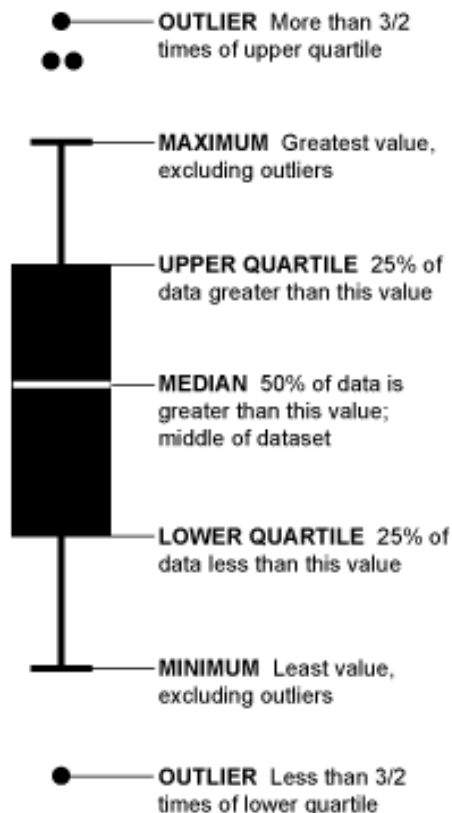 OUTLIER More than 3/2
times of upper quartile
MAXIMUM Greatest value,
excluding outliers
UPPER QUARTILE 25% of
data greater than this value
MEDIAN 50% of data is
greater than this value;
middle of dataset
LOWER QUARTILE 25% of
data less than this value
MINIMUM Least value,
excluding outliers
OUTLIER Less than 3/2
times of lower quartile